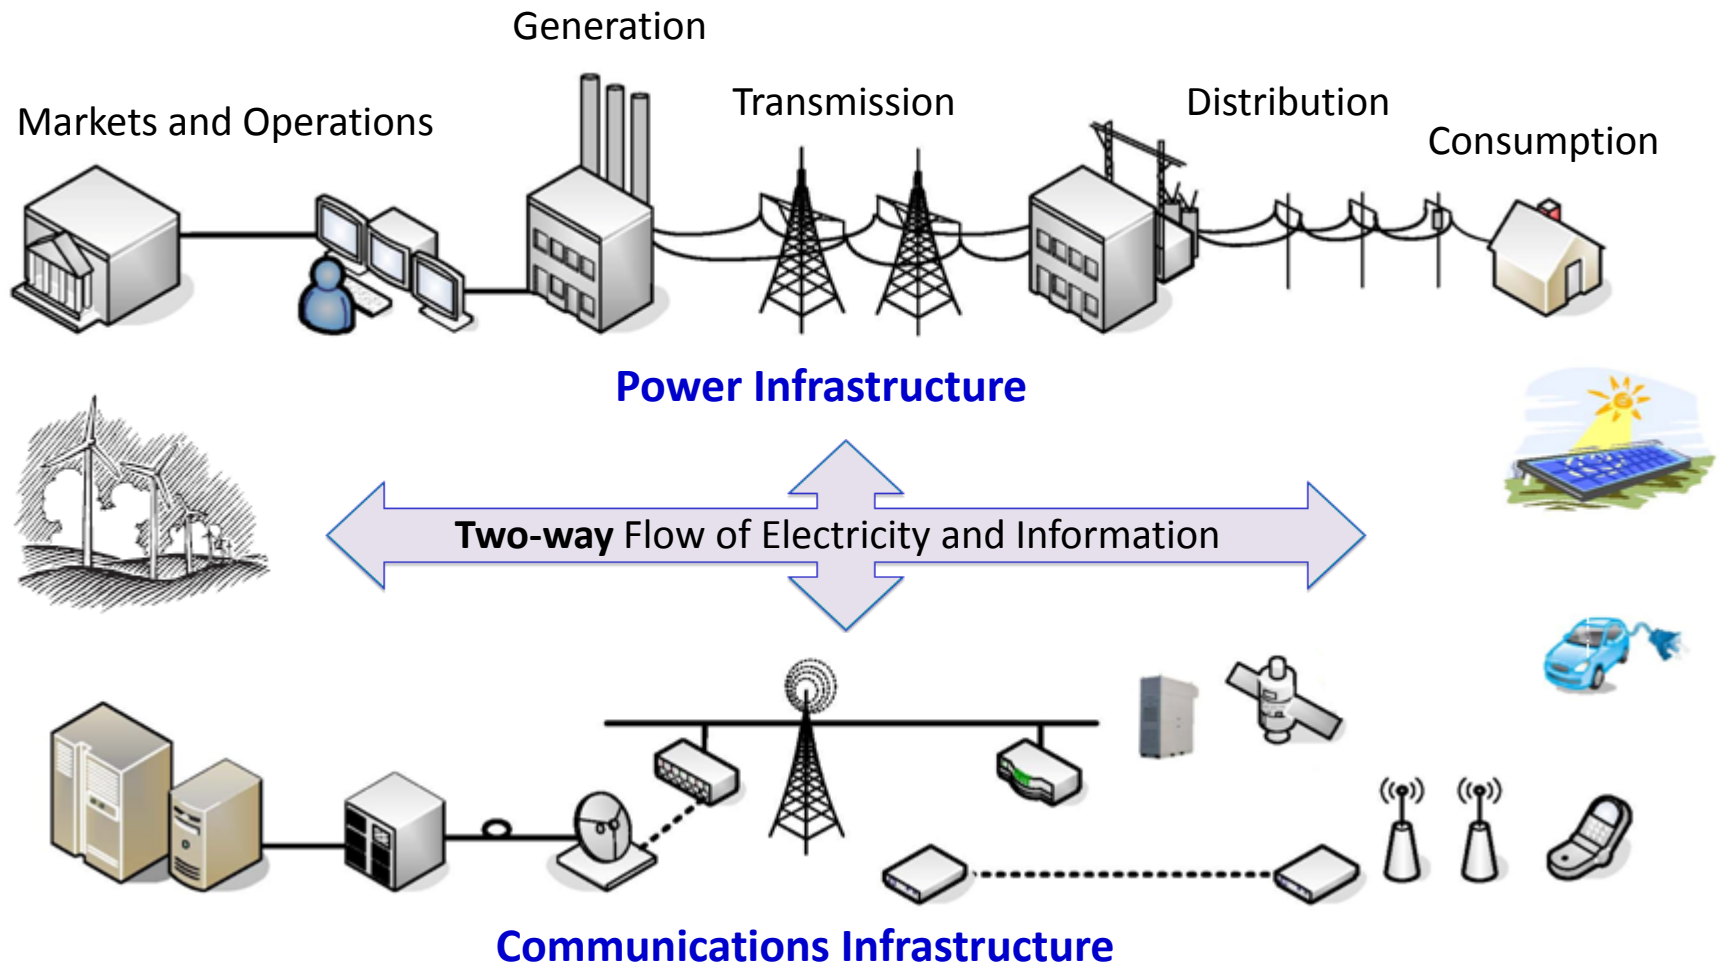 Generation
Markets and Operations
Transmission
Distribution
Consumption
Power Infrastructure
Two-way Flow of Electricity and Information
Communications Infrastructure